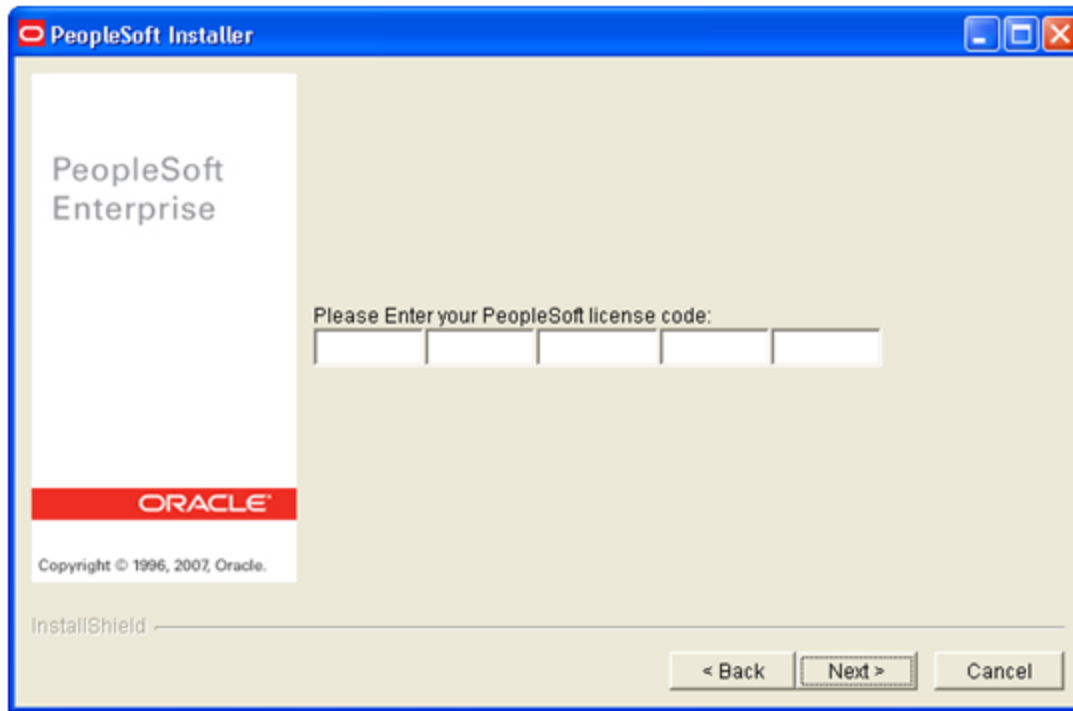 PeopleSoft Installer
PeopleSoft
Enterprise
Please Enter your PeopleSoft license code:
ORACLE®
Copyright © 1996, 2007, Oracle.
InstallShield
< Back
Next >
Cancel